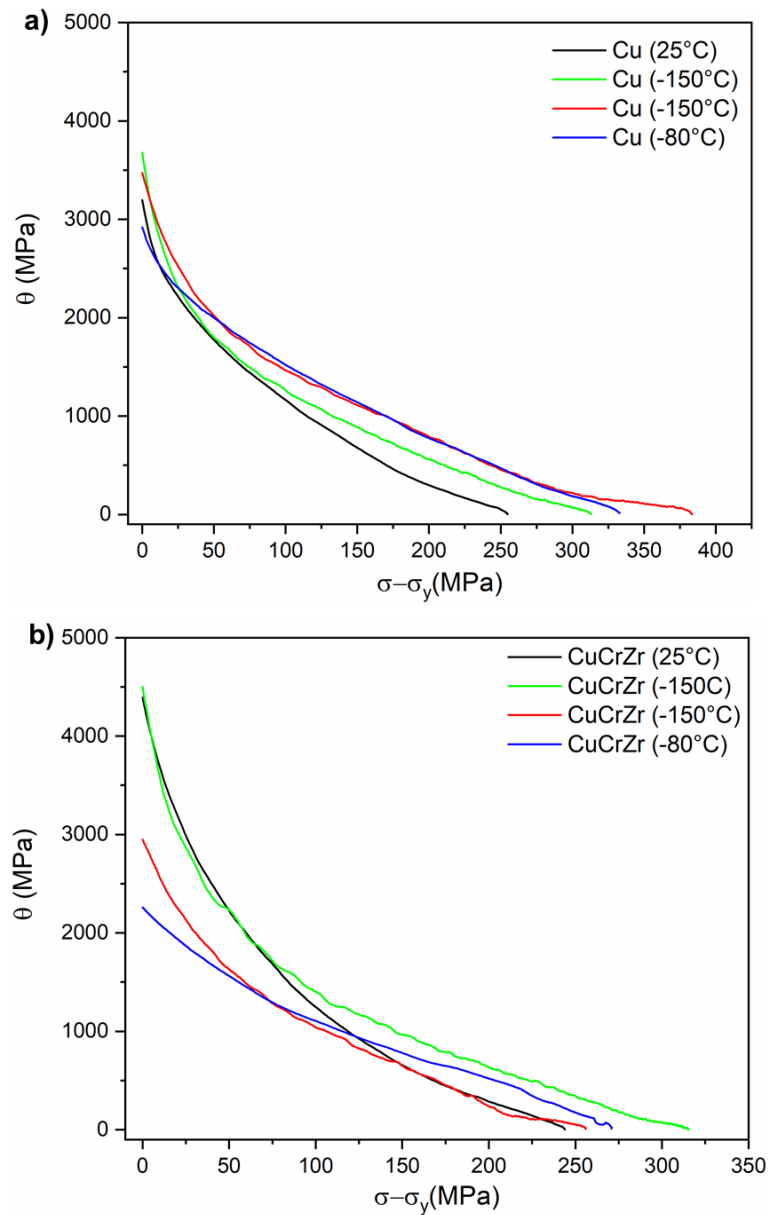 a)
5000
4000
3000
2000
1000
0
θ (MPa)
Cu (25°C)
Cu (-150°C)
Cu (-150°C)
Cu (-80°C)
0 50 100 150 200 250 300 350 400
σ−σy(MPa)
b)
5000
4000
3000
2000
1000
0
θ (MPa)
CuCrZr (25°C)
CuCrZr (-150C)
CuCrZr (-150°C)
CuCrZr (-80°C)
0 50 100 150 200 250 300 350
σ−σy(MPa)